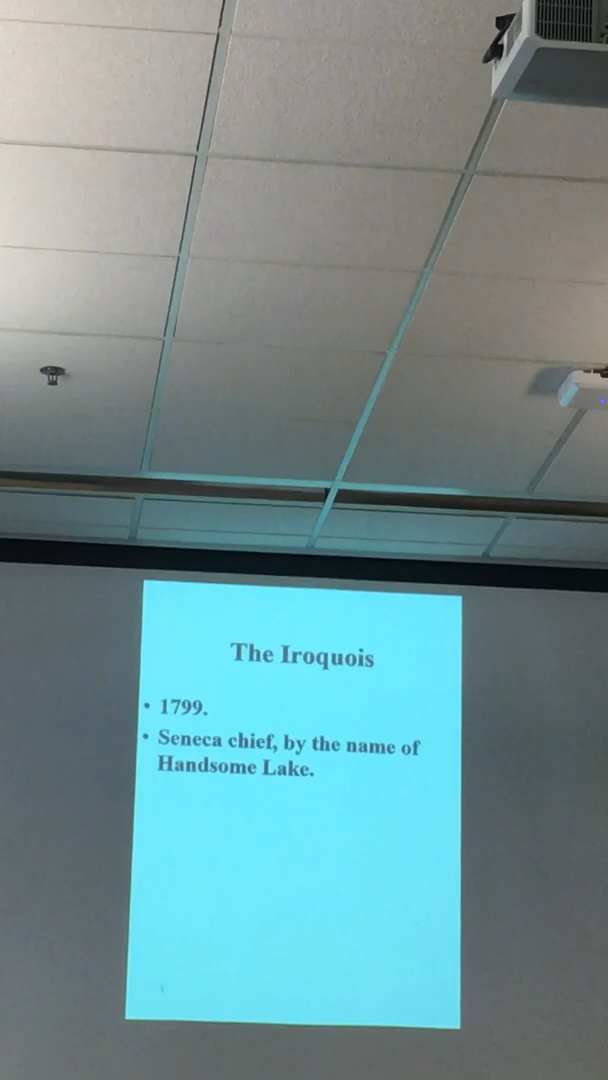 The Iroquois
• 1799.
• Seneca chief, by the name of
Handsome Lake.